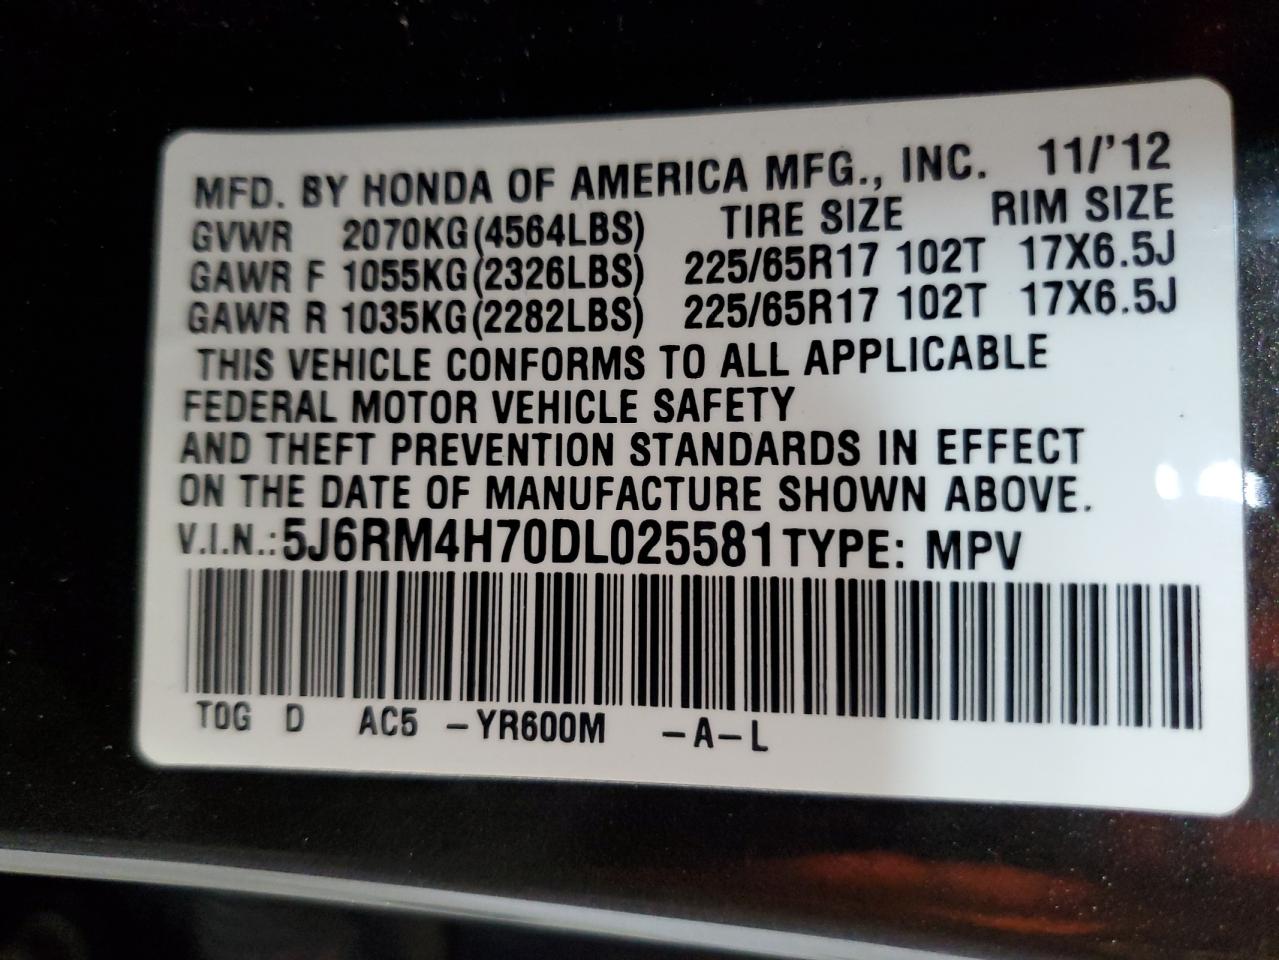 MFD. BY HONDA OF AMERICA MFG., INC. 11/'12
GVWR 2070KG(4564LBS) TIRE SIZE RIM SIZE
GAWR F 1055KG(2326LBS) 225/65R17 102T 17X6.5J
GAWR R 1035KG(2282LBS) 225/65R17 102T 17X6.5J
THIS VEHICLE CONFORMS TO ALL APPLICABLE
FEDERAL MOTOR VEHICLE SAFETY
AND THEFT PREVENTION STANDARDS IN EFFECT
ON THE DATE OF MANUFACTURE SHOWN ABOVE.
V.I.N.:5J6RM4H70DL025581 TYPE: MPV
TOG D AC5 -YR600M -A-L